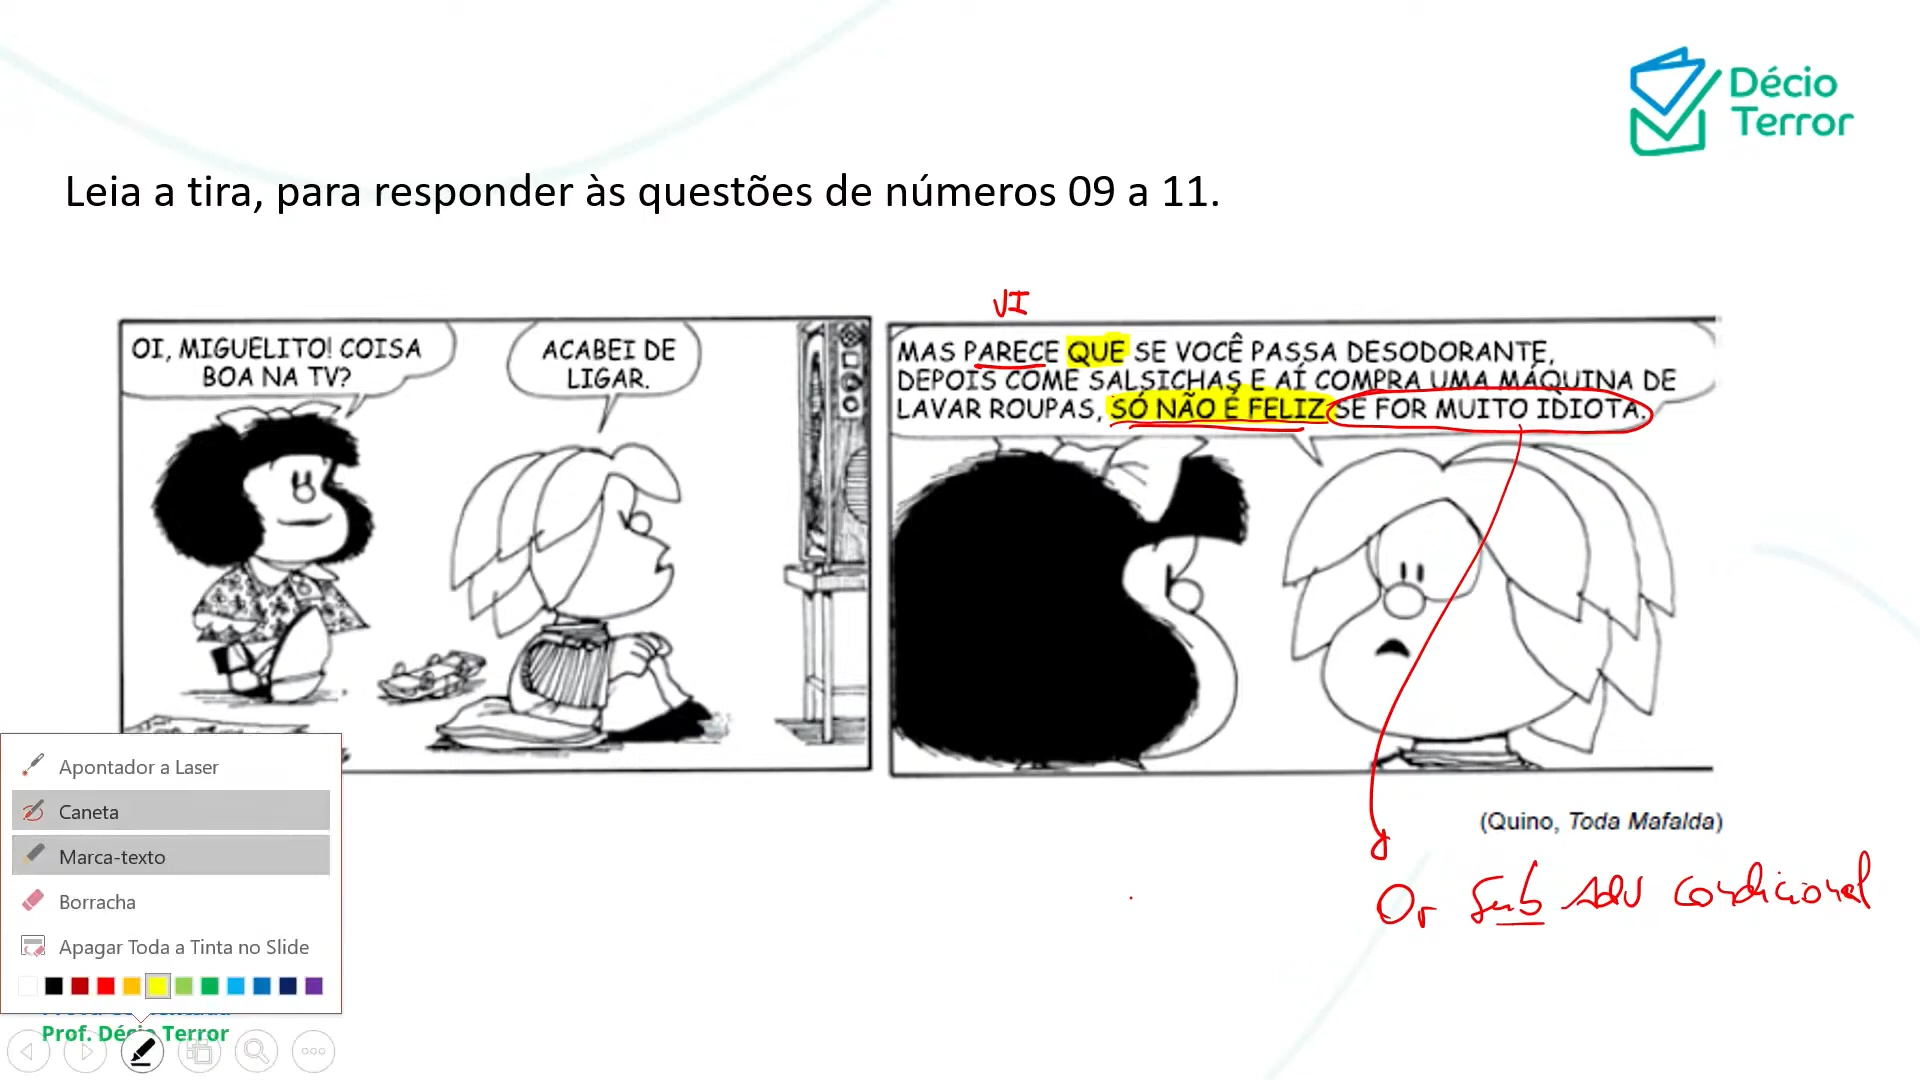 Décio
Terror
Leia a tira, para responder às questões de números 09 a 11.
VI
OI, MIGUELITO! COISA
BOA NA TV?
ACABEI DE
LIGAR.
MAS PARECE QUE SE VOCÊ PASSA DESODORANTE,
DEPOIS COME SALSICHAS E AÍ COMPRA UMA MÁQUINA DE
LAVAR ROUPAS, SÓ NÃO É FELIZ SE FOR MUITO IDIOTA.
(Quino, Toda Mafalda)
Or Sub Adv condicional
Apontador a Laser
Caneta
Marca-texto
Borracha
Apagar Toda a Tinta no Slide
Prof. Décio Terror